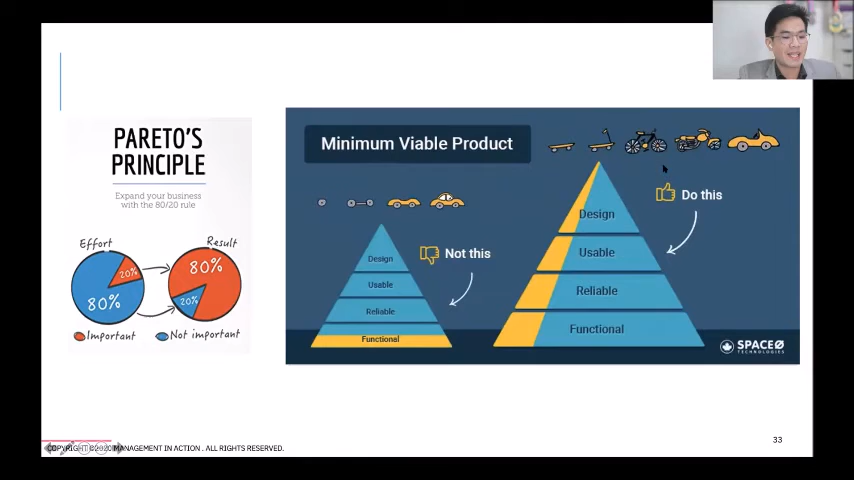 PARETO'S
PRINCIPLE
Expand your business
with the 80/20 rule
Effort
Result
20%
80%
80%
20%
Important
Not important
Minimum Viable Product
Not this
Design
Usable
Reliable
Functional
Do this
Design
Usable
Reliable
Functional
SPACEØ
TECHNOLOGIES
COPYRIGHT ©2020 MANAGEMENT IN ACTION . ALL RIGHTS RESERVED.
33